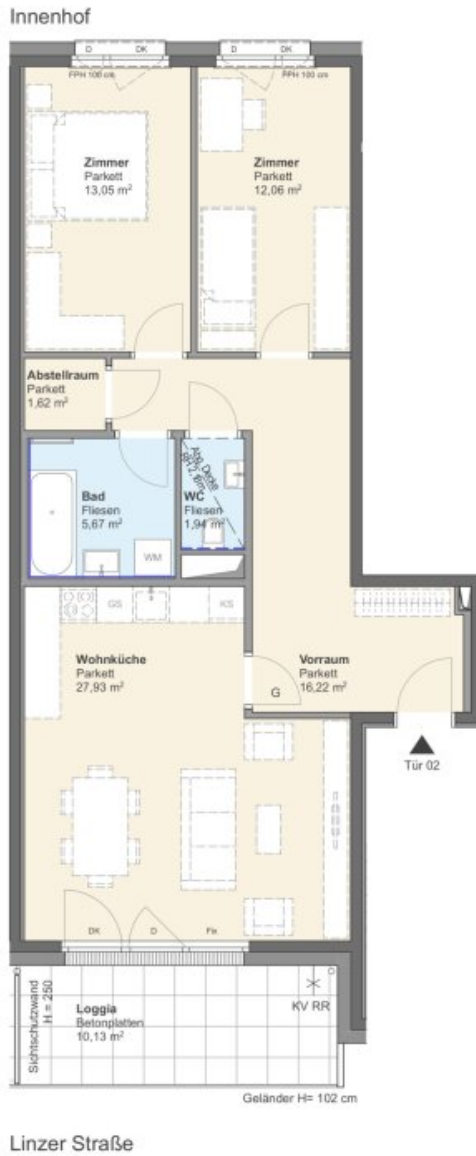 Innenhof
D DK D DK
FPH 100 cm FPH 100 cm
Zimmer
Parkett
13,05 m²
Zimmer
Parkett
12,06 m²
Abstellraum
Parkett
1,62 m²
Abg. Decke
Bad
Fliesen
5,67 m²
WC
Fliesen
1,94 m²
WM
GS KS
Wohnküche
Parkett
27,93 m²
Vorraum
Parkett
16,22 m²
G
Tür 02
DK D Fix
Sichtschutzwand
H = 250
Loggia
Betonplatten
10,13 m²
KV RR
Geländer H= 102 cm
Linzer Straße